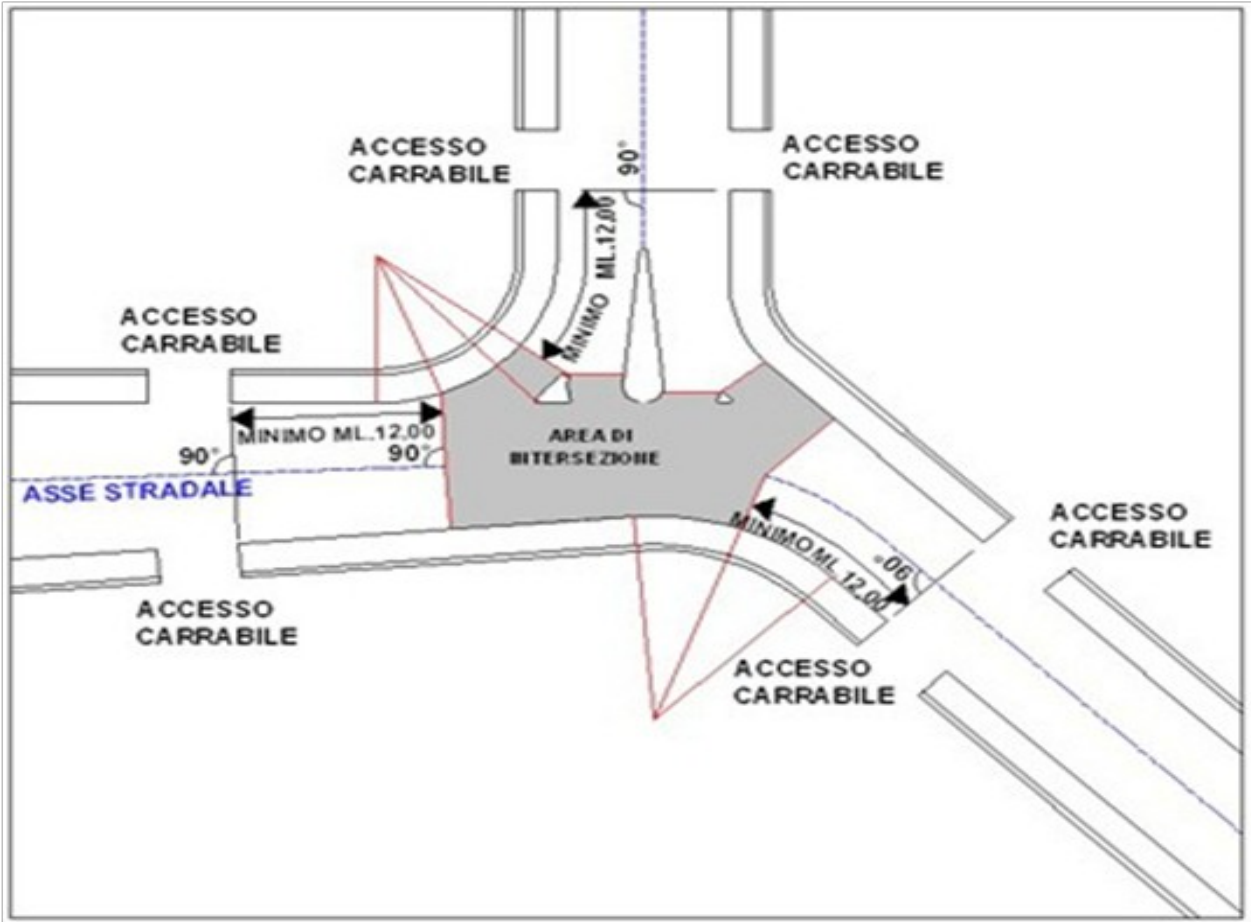 ACCESSO
CARRABILE
90°
ACCESSO
CARRABILE
MINIMO ML.12,00
ACCESSO
CARRABILE
MINIMO ML.12,00
90°
90°
ASSE STRADALE
AREA DI
INTERSEZIONE
MINIMO ML 12,00
90°
ACCESSO
CARRABILE
ACCESSO
CARRABILE
ACCESSO
CARRABILE